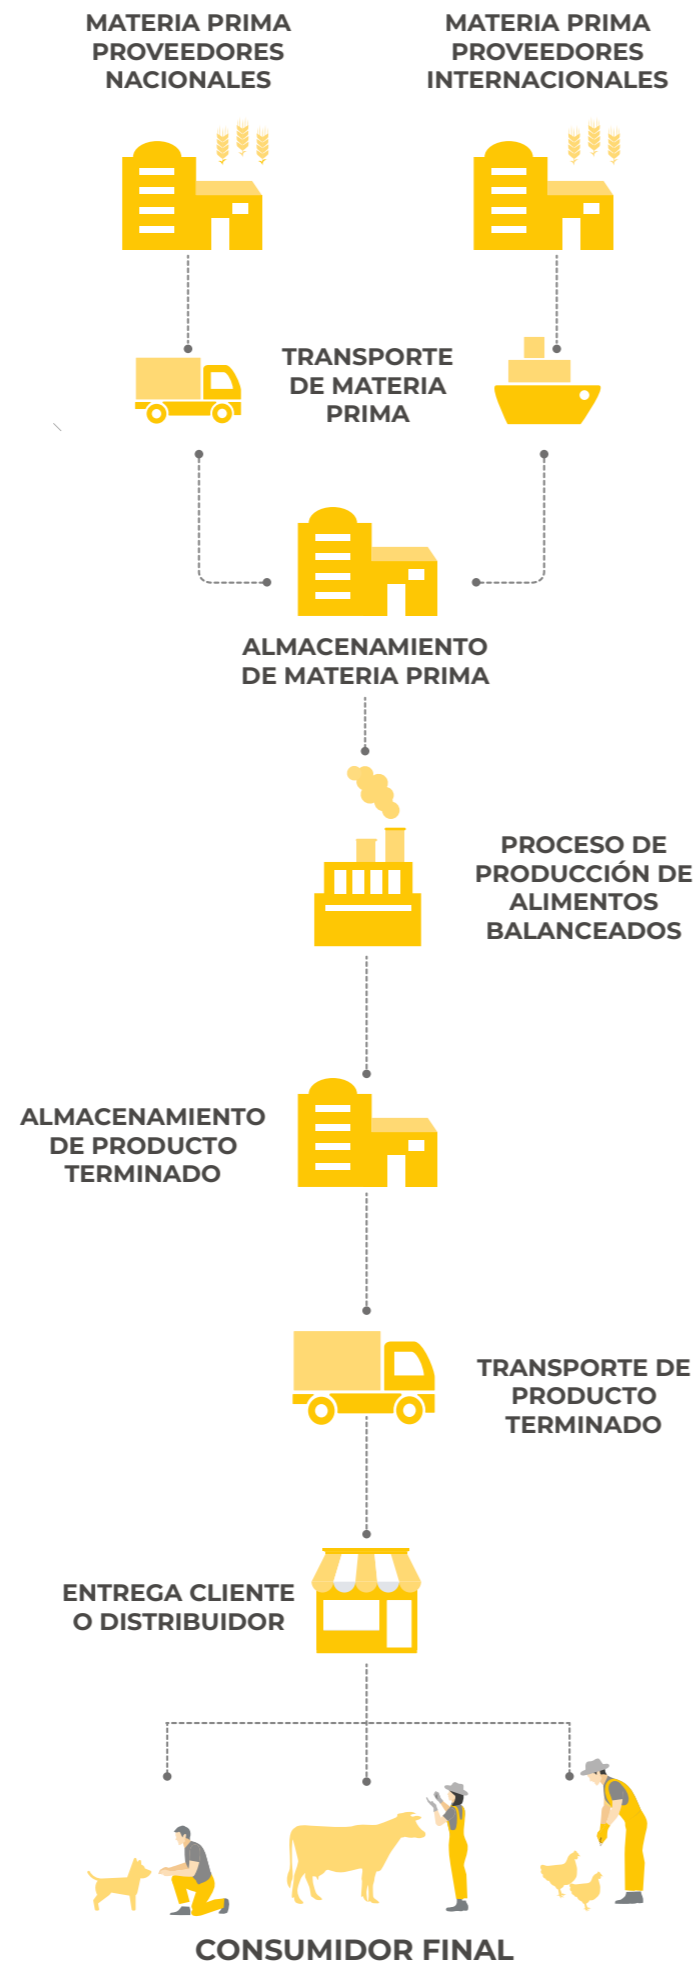 MATERIA PRIMA
PROVEEDORES
NACIONALES
MATERIA PRIMA
PROVEEDORES
INTERNACIONALES
TRANSPORTE
DE MATERIA
PRIMA
ALMACENAMIENTO
DE MATERIA PRIMA
PROCESO DE
PRODUCCIÓN DE
ALIMENTOS
BALANCEADOS
ALMACENAMIENTO
DE PRODUCTO
TERMINADO
TRANSPORTE DE
PRODUCTO
TERMINADO
ENTREGA CLIENTE
O DISTRIBUIDOR
CONSUMIDOR FINAL